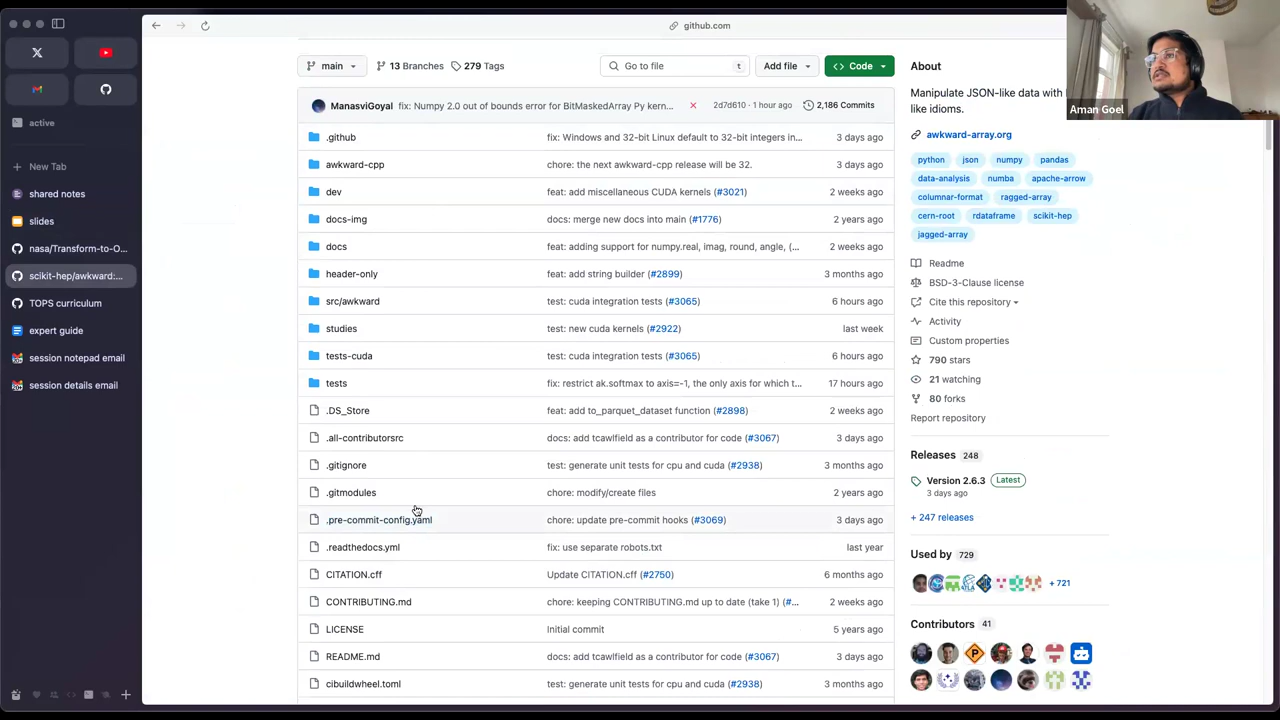 github.com
Aman Goel
active
New Tab
shared notes
slides
nasa/Transform-to-O...
scikit-hep/awkward:...
TOPS curriculum
expert guide
session notepad email
session details email
main
13 Branches
279 Tags
Go to file
t
Add file
Code
ManasviGoyal fix: Numpy 2.0 out of bounds error for BitMaskedArray Py kern... 2d7d610 · 1 hour ago 2,186 Commits
.github fix: Windows and 32-bit Linux default to 32-bit integers in... 3 days ago
awkward-cpp chore: the next awkward-cpp release will be 32. 3 days ago
dev feat: add miscellaneous CUDA kernels (#3021) 2 weeks ago
docs-img docs: merge new docs into main (#1776) 2 years ago
docs feat: adding support for numpy.real, imag, round, angle, (... 2 weeks ago
header-only feat: add string builder (#2899) 3 months ago
src/awkward test: cuda integration tests (#3065) 6 hours ago
studies test: new cuda kernels (#2922) last week
tests-cuda test: cuda integration tests (#3065) 6 hours ago
tests fix: restrict ak.softmax to axis=-1, the only axis for which t... 17 hours ago
.DS_Store feat: add to_parquet_dataset function (#2898) 2 weeks ago
.all-contributorsrc docs: add tcawlfield as a contributor for code (#3067) 3 days ago
.gitignore test: generate unit tests for cpu and cuda (#2938) 3 months ago
.gitmodules chore: modify/create files 2 years ago
.pre-commit-config.yaml chore: update pre-commit hooks (#3069) 3 days ago
.readthedocs.yml fix: use separate robots.txt last year
CITATION.cff Update CITATION.cff (#2750) 6 months ago
CONTRIBUTING.md chore: keeping CONTRIBUTING.md up to date (take 1) (#... 2 weeks ago
LICENSE Initial commit 5 years ago
README.md docs: add tcawlfield as a contributor for code (#3067) 3 days ago
cibuildwheel.toml test: generate unit tests for cpu and cuda (#2938) 3 months ago
About
Manipulate JSON-like data with
like idioms.
awkward-array.org
python json numpy pandas
data-analysis numba apache-arrow
columnar-format ragged-array
cern-root rdataframe scikit-hep
jagged-array
Readme
BSD-3-Clause license
Cite this repository
Activity
Custom properties
790 stars
21 watching
80 forks
Report repository
Releases 248
Version 2.6.3 Latest
3 days ago
+ 247 releases
Used by 729
+ 721
Contributors 41